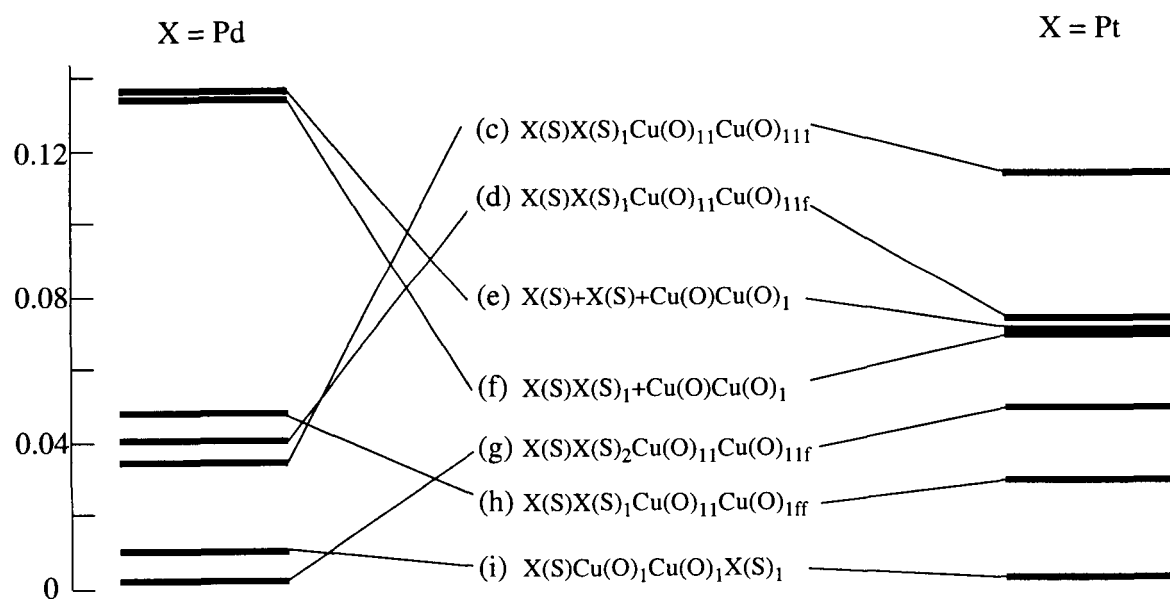 X = Pd
X = Pt
0.12
0.08
0.04
0
(c) X(S)X(S)₁Cu(O)₁₁Cu(O)₁₁₁
(d) X(S)X(S)₁Cu(O)₁₁Cu(O)₁₁f
(e) X(S)+X(S)+Cu(O)Cu(O)₁
(f) X(S)X(S)₁+Cu(O)Cu(O)₁
(g) X(S)X(S)₂Cu(O)₁₁Cu(O)₁₁f
(h) X(S)X(S)₁Cu(O)₁₁Cu(O)₁ff
(i) X(S)Cu(O)₁Cu(O)₁X(S)₁